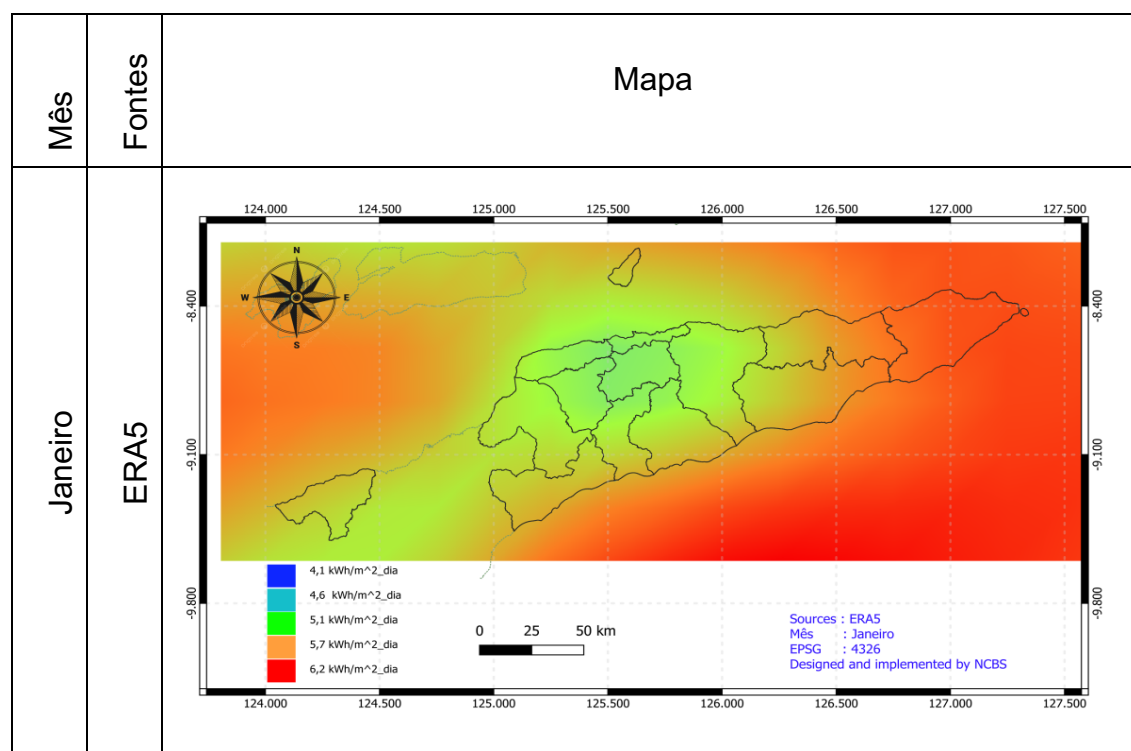 Mês
Fontes
Mapa
Janeiro
ERA5
124.000 124.500 125.000 125.500 126.000 126.500 127.000 127.500
-8.400 -8.400
-9.100 -9.100
-9.800 -9.800
N
W E
S
4,1 kWh/m^2_dia
4,6 kWh/m^2_dia
5,1 kWh/m^2_dia
5,7 kWh/m^2_dia
6,2 kWh/m^2_dia
0 25 50 km
Sources : ERA5
Mês : Janeiro
EPSG : 4326
Designed and implemented by NCBS
124.000 124.500 125.000 125.500 126.000 126.500 127.000 127.500